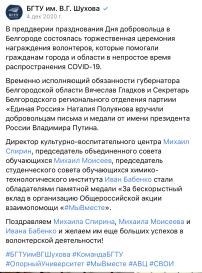 БГТУ им. В.Г. Шухова
4 дек 2020 г.
В преддверии празднования Дня добровольца в
Белгороде состоялась торжественная церемония
награждения волонтеров, которые помогали
гражданам города и области в непростое время
распространения COVID-19.
Временно исполняющий обязанности губернатора
Белгородской области Вячеслав Гладков и Секретарь
Белгородского регионального отделения партии
«Единая Россия» Наталия Полуянова вручили
добровольцам письма и медали от имени президента
России Владимира Путина.
Директор культурно-воспитательного центра Михаил
Спирин, председатель объединенного совета
обучающихся Михаил Моисеев, председатель
студенческого совета обучающихся химико-
технологического института Иван Бабенко стали
обладателями памятной медали «За бескорыстный
вклад в организацию Общероссийской акции
взаимопомощи «#МыВместе».
Поздравляем Михаила Спирина, Михаила Моисеева и
Ивана Бабенко и желаем им еще больших успехов в
волонтерской деятельности!
#БГТУимВГШухова #КомандаБГТУ
#ОпорныйУниверситет #МыВместе #АВЦ #СВОИ